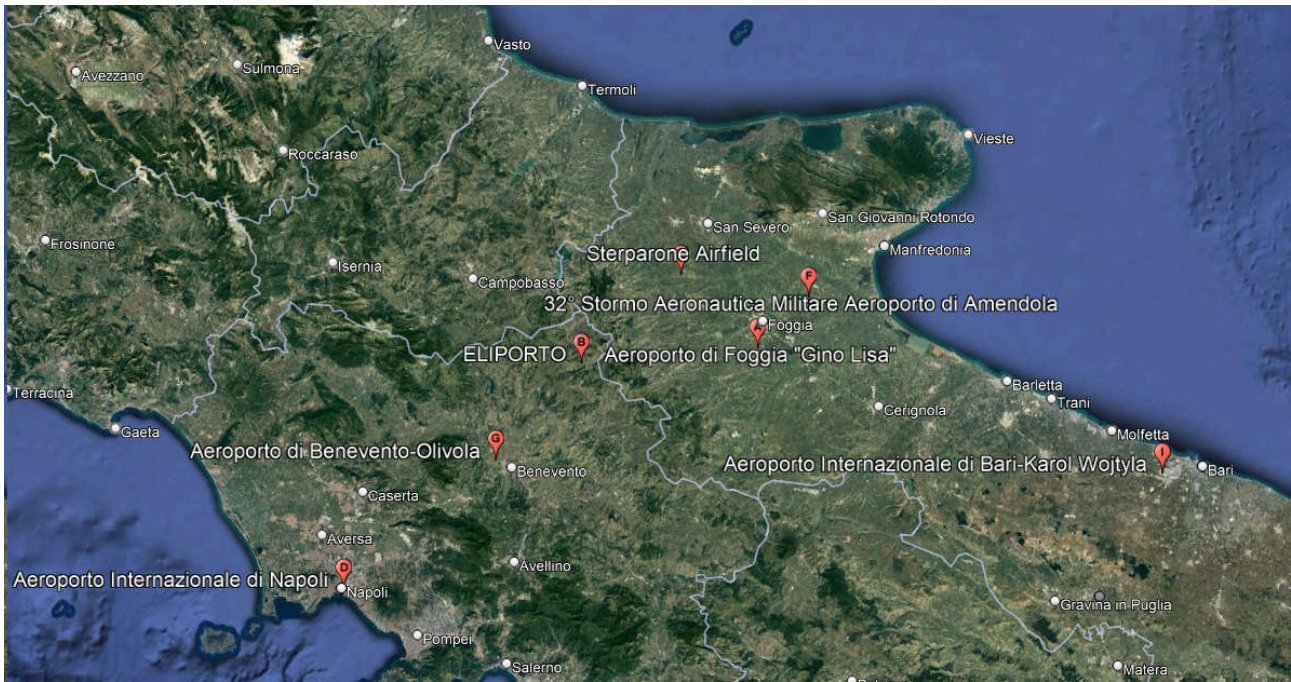 Vasto
Avezzano
Sulmona
Termoli
Vieste
Roccaraso
San Giovanni Rotondo
San Severo
Frosinone
Manfredonia
Sterparone Airfield
Isernia
Campobasso
F
32° Stormo Aeronautica Militare Aeroporto di Amendola
Foggia
A
B
ELIPORTO
Aeroporto di Foggia "Gino Lisa"
Barletta
Terracina
Trani
Cerignola
Gaeta
Molfetta
G
Aeroporto di Benevento-Olivola
I
Aeroporto Internazionale di Bari-Karol Wojtyla
Bari
Benevento
Caserta
Aversa
Avellino
D
Aeroporto Internazionale di Napoli
Napoli
Gravina in Puglia
Pompei
Salerno
Matera